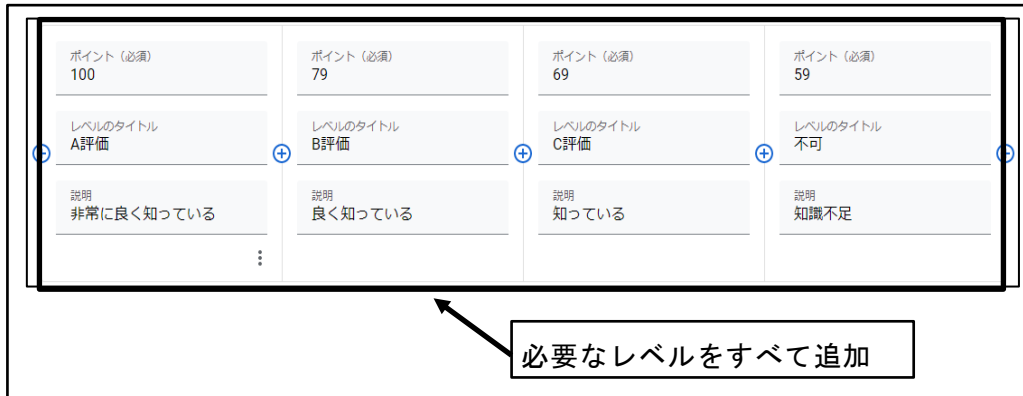 ポイント（必須）
100
レベルのタイトル
A評価
説明
非常に良く知っている
ポイント（必須）
79
レベルのタイトル
B評価
説明
良く知っている
ポイント（必須）
69
レベルのタイトル
C評価
説明
知っている
ポイント（必須）
59
レベルのタイトル
不可
説明
知識不足
必要なレベルをすべて追加